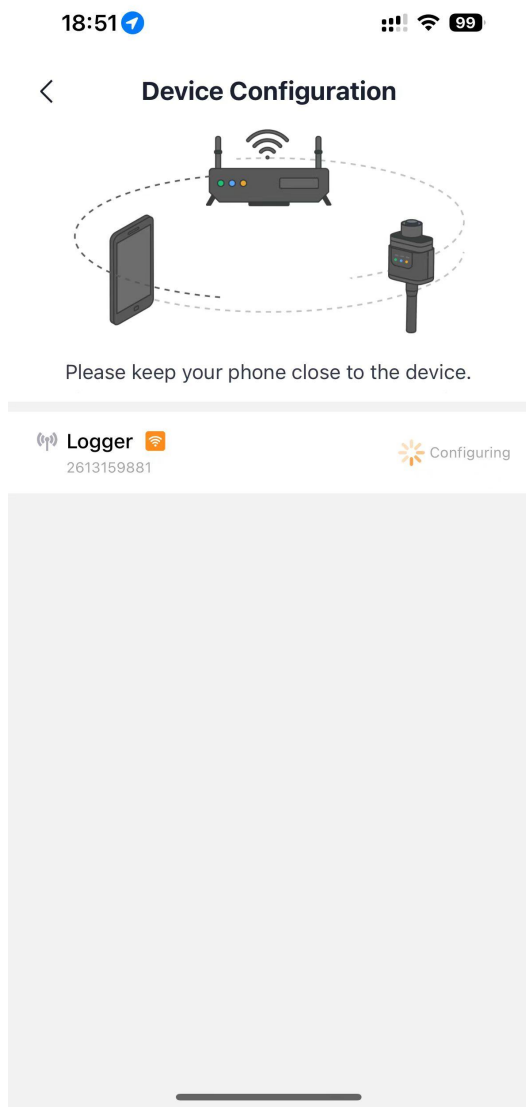 18:51
99
Device Configuration
Please keep your phone close to the device.
Logger
Configuring
2613159881